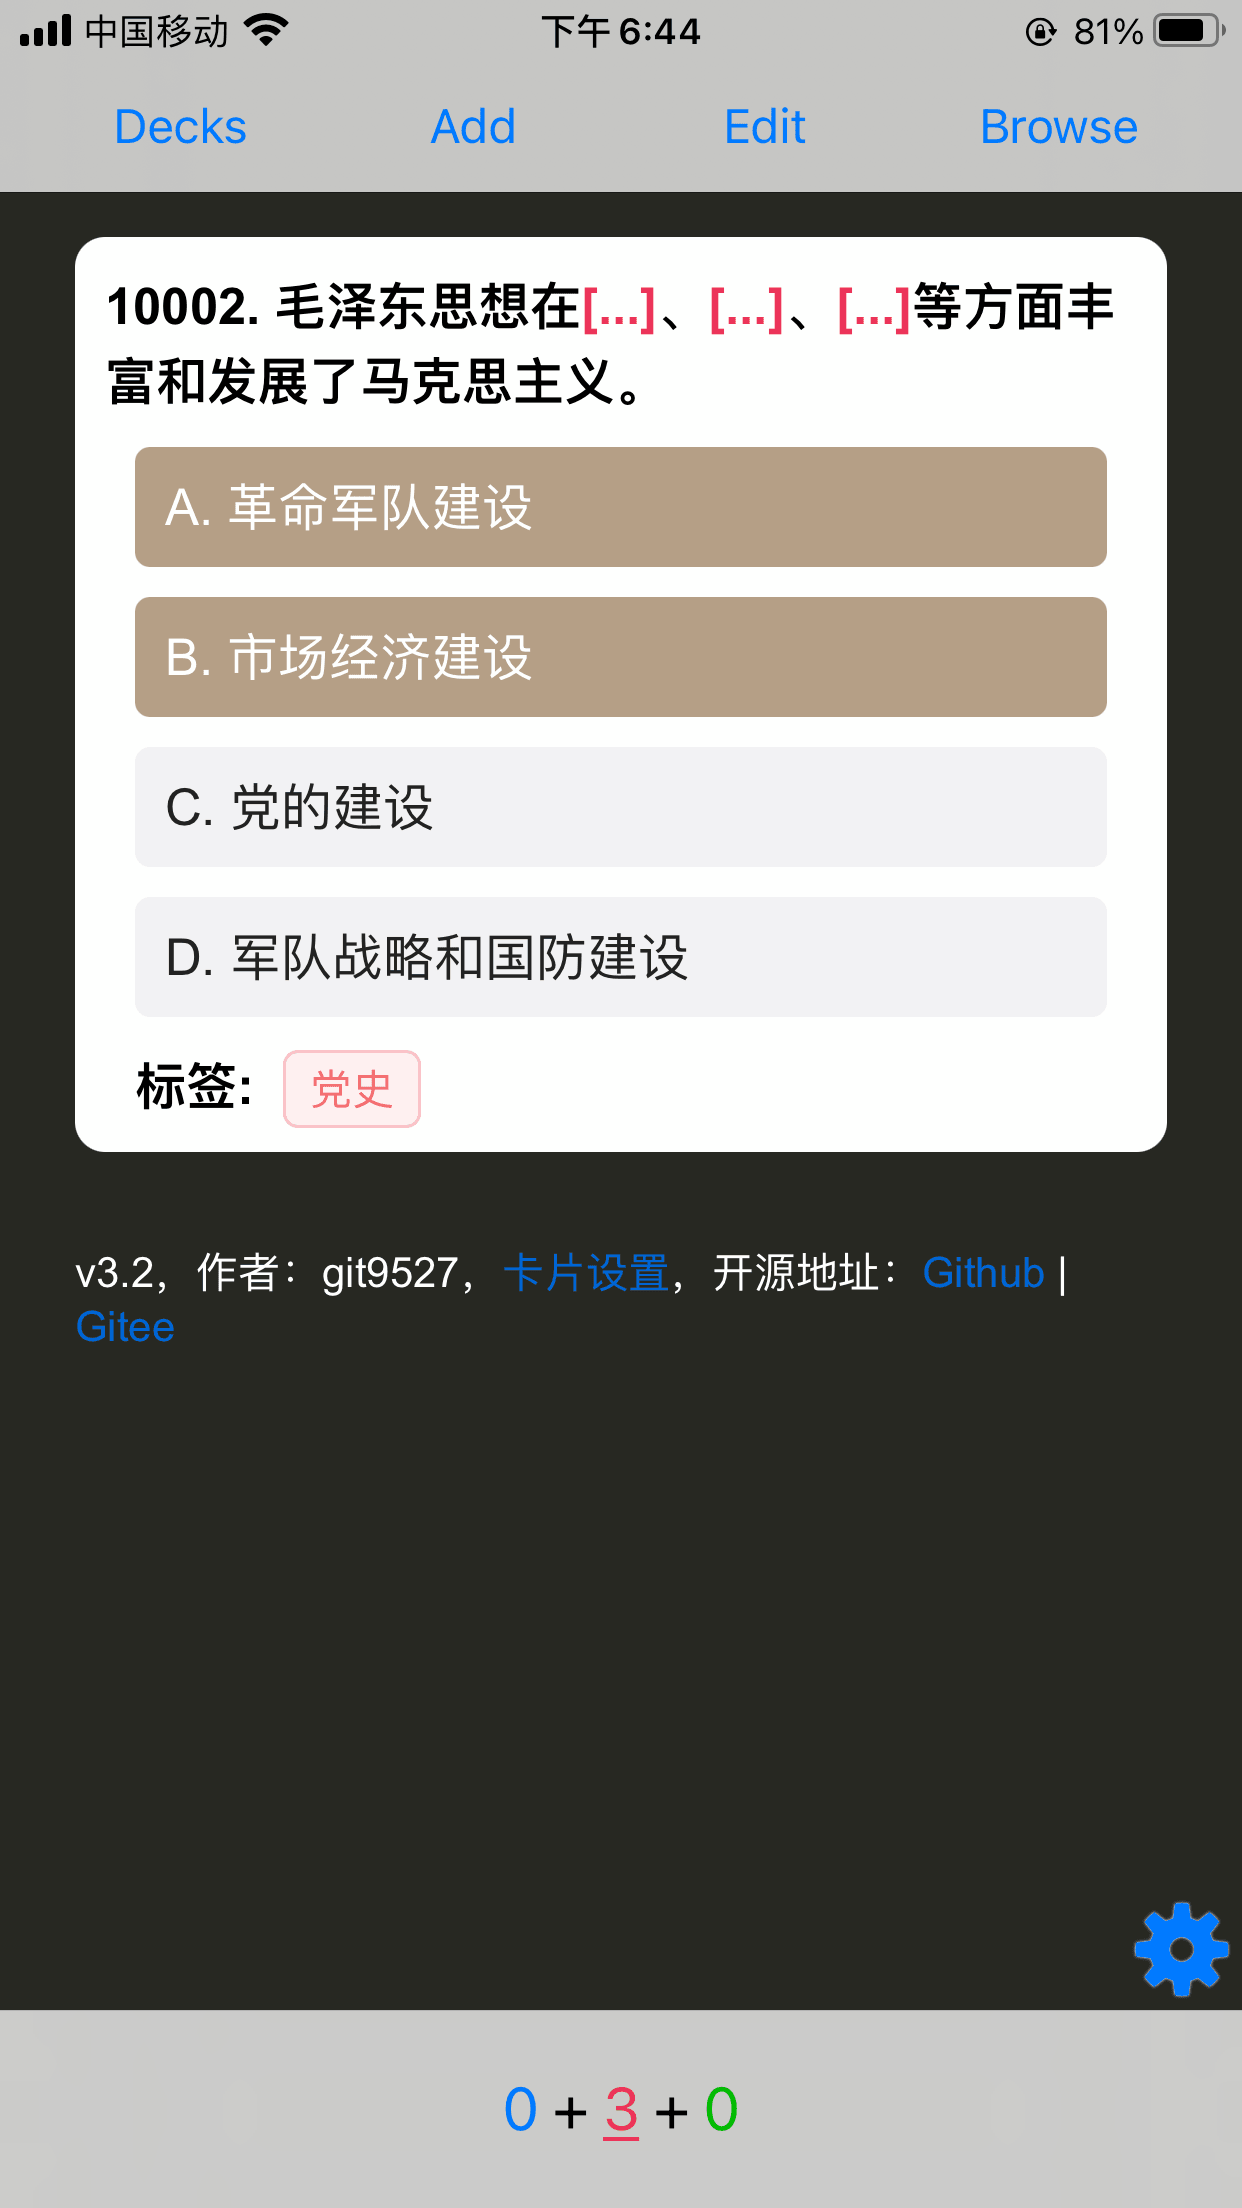 中国移动 下午 6:44 81%
Decks Add Edit Browse
10002. 毛泽东思想在[...]、[...]、[...]等方面丰
富和发展了马克思主义。
A. 革命军队建设
B. 市场经济建设
C. 党的建设
D. 军队战略和国防建设
标签: 党史
v3.2，作者：git9527，卡片设置，开源地址：Github |
Gitee
0 + 3 + 0